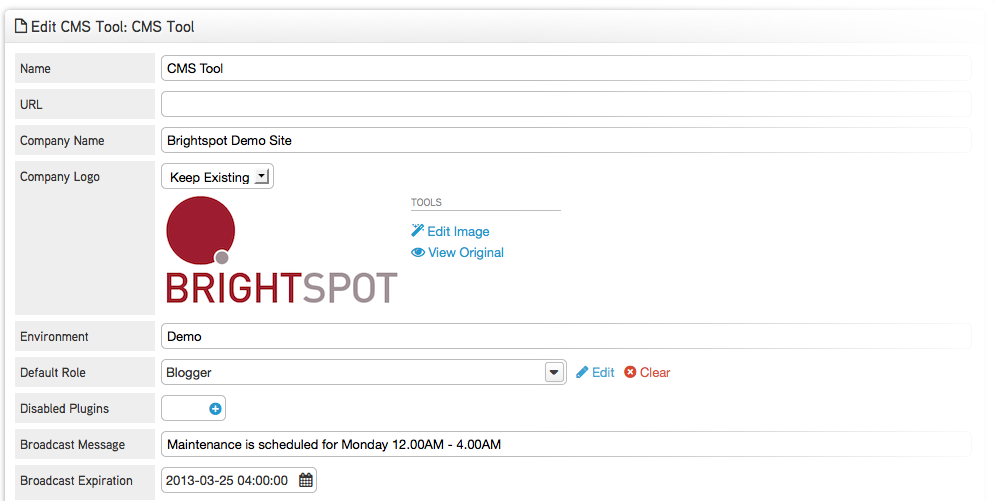 Edit CMS Tool: CMS Tool
Name CMS Tool
URL
Company Name Brightspot Demo Site
Company Logo Keep Existing
TOOLS
Edit Image
View Original
BRIGHTSPOT
Environment Demo
Default Role Blogger Edit Clear
Disabled Plugins
Broadcast Message Maintenance is scheduled for Monday 12.00AM - 4.00AM
Broadcast Expiration 2013-03-25 04:00:00